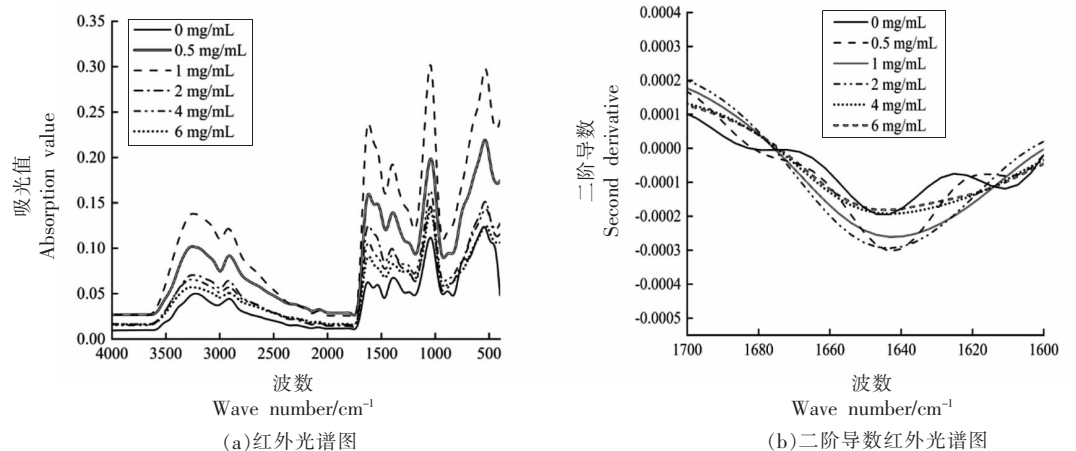 0.35
0.30
0.25
0.20
0.15
0.10
0.05
0.00
吸光值
Absorption value
0 mg/mL
0.5 mg/mL
1 mg/mL
2 mg/mL
4 mg/mL
6 mg/mL
4000 3500 3000 2500 2000 1500 1000 500
波数
Wave number/cm⁻¹
(a)红外光谱图
0.0004
0.0003
0.0002
0.0001
0.0000
-0.0001
-0.0002
-0.0003
-0.0004
-0.0005
二阶导数
Second derivative
0 mg/mL
0.5 mg/mL
1 mg/mL
2 mg/mL
4 mg/mL
6 mg/mL
1700 1680 1660 1640 1620 1600
波数
Wave number/cm⁻¹
(b)二阶导数红外光谱图